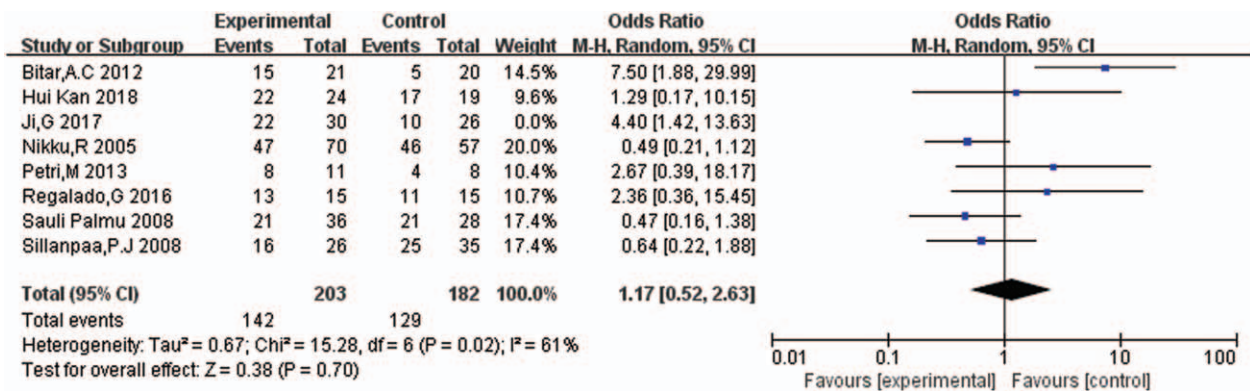 Experimental Control Odds Ratio Odds Ratio
Study or Subgroup Events Total Events Total Weight M-H, Random, 95% CI M-H, Random, 95% CI
Bitar,A.C 2012 15 21 5 20 14.5% 7.50 [1.88, 29.99]
Hui Kan 2018 22 24 17 19 9.6% 1.29 [0.17, 10.15]
Ji,G 2017 22 30 10 26 0.0% 4.40 [1.42, 13.63]
Nikku,R 2005 47 70 46 57 20.0% 0.49 [0.21, 1.12]
Petri,M 2013 8 11 4 8 10.4% 2.67 [0.39, 18.17]
Regalado,G 2016 13 15 11 15 10.7% 2.36 [0.36, 15.45]
Sauli Palmu 2008 21 36 21 28 17.4% 0.47 [0.16, 1.38]
Sillanpaa,P.J 2008 16 26 25 35 17.4% 0.64 [0.22, 1.88]
Total (95% CI) 203 182 100.0% 1.17 [0.52, 2.63]
Total events 142 129
Heterogeneity: Tau² = 0.67; Chi² = 15.28, df = 6 (P = 0.02); I² = 61%
Test for overall effect: Z = 0.38 (P = 0.70)
0.01 0.1 1 10 100
Favours [experimental] Favours [control]